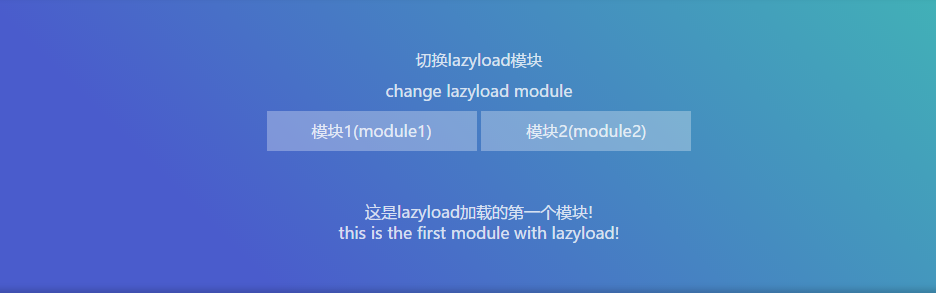 切换lazyload模块
change lazyload module
模块1(module1) 模块2(module2)
这是lazyload加载的第一个模块!
this is the first module with lazyload!